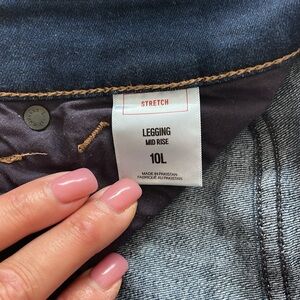 STRETCH
LEGGING
MID RISE
10L
MADE IN PAKISTAN
FABRIQUÉ AU PAKISTAN